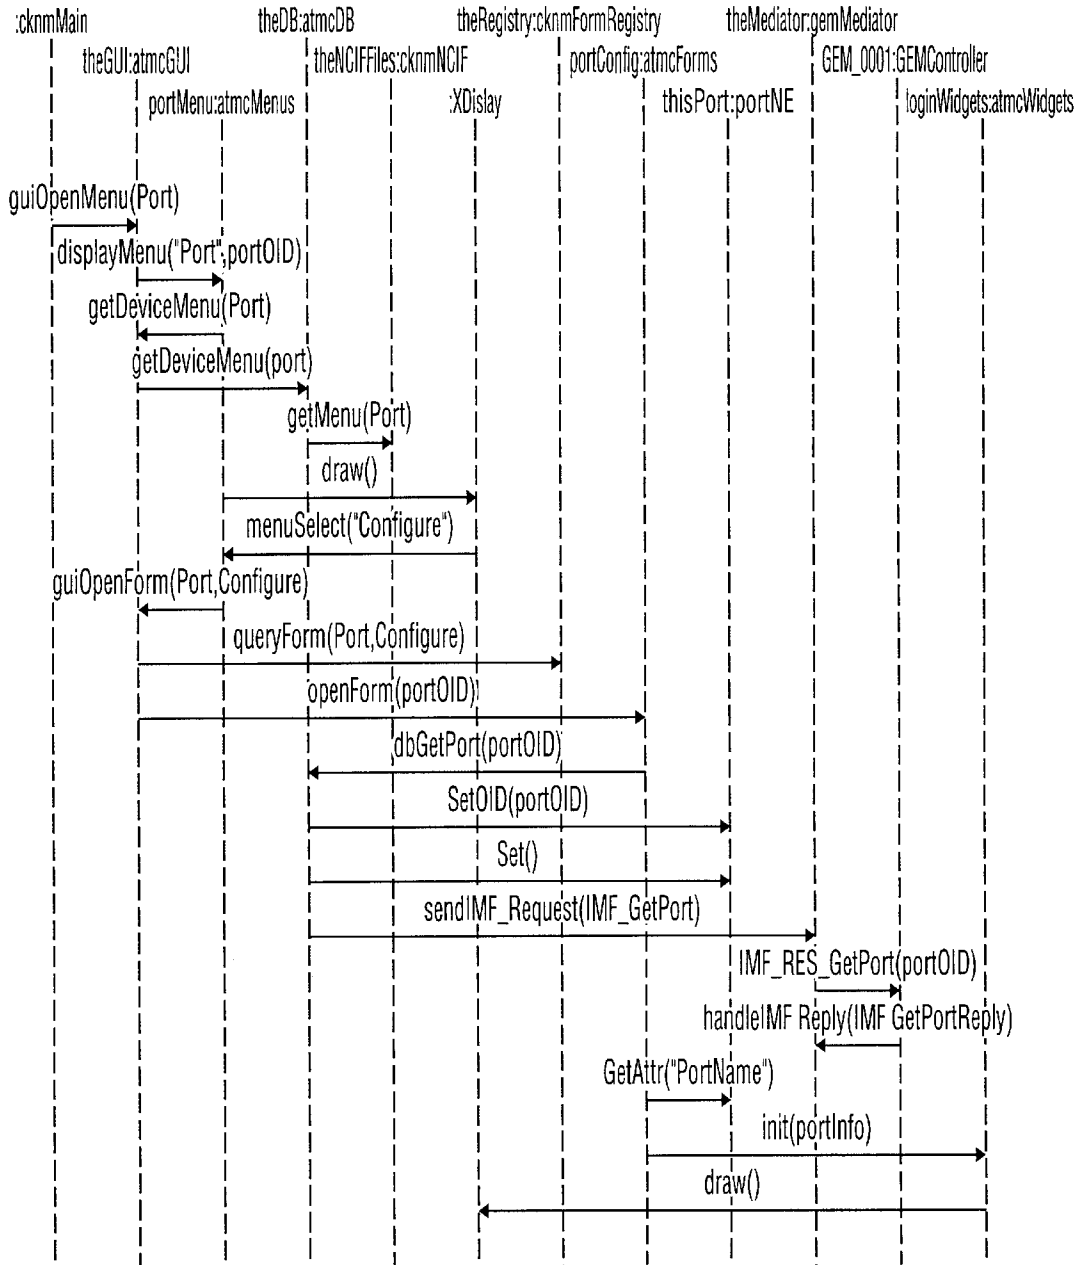 :cknmMain theDB:atmcDB theRegistry:cknmFormRegistry theMediator:gemMediator
theGUI:atmcGUI theNCIFFiles:cknmNCIF portConfig:atmcForms GEM_0001:GEMController
portMenu:atmcMenus :XDislay thisPort:portNE loginWidgets:atmcWidgets
guiOpenMenu(Port)
displayMenu("Port",portOID)
getDeviceMenu(Port)
getDeviceMenu(port)
getMenu(Port)
draw()
menuSelect("Configure")
guiOpenForm(Port,Configure)
queryForm(Port,Configure)
openForm(portOID)
dbGetPort(portOID)
SetOID(portOID)
Set()
sendIMF_Request(IMF_GetPort)
IMF_RES_GetPort(portOID)
handleIMF Reply(IMF GetPortReply)
GetAttr("PortName")
init(portInfo)
draw()